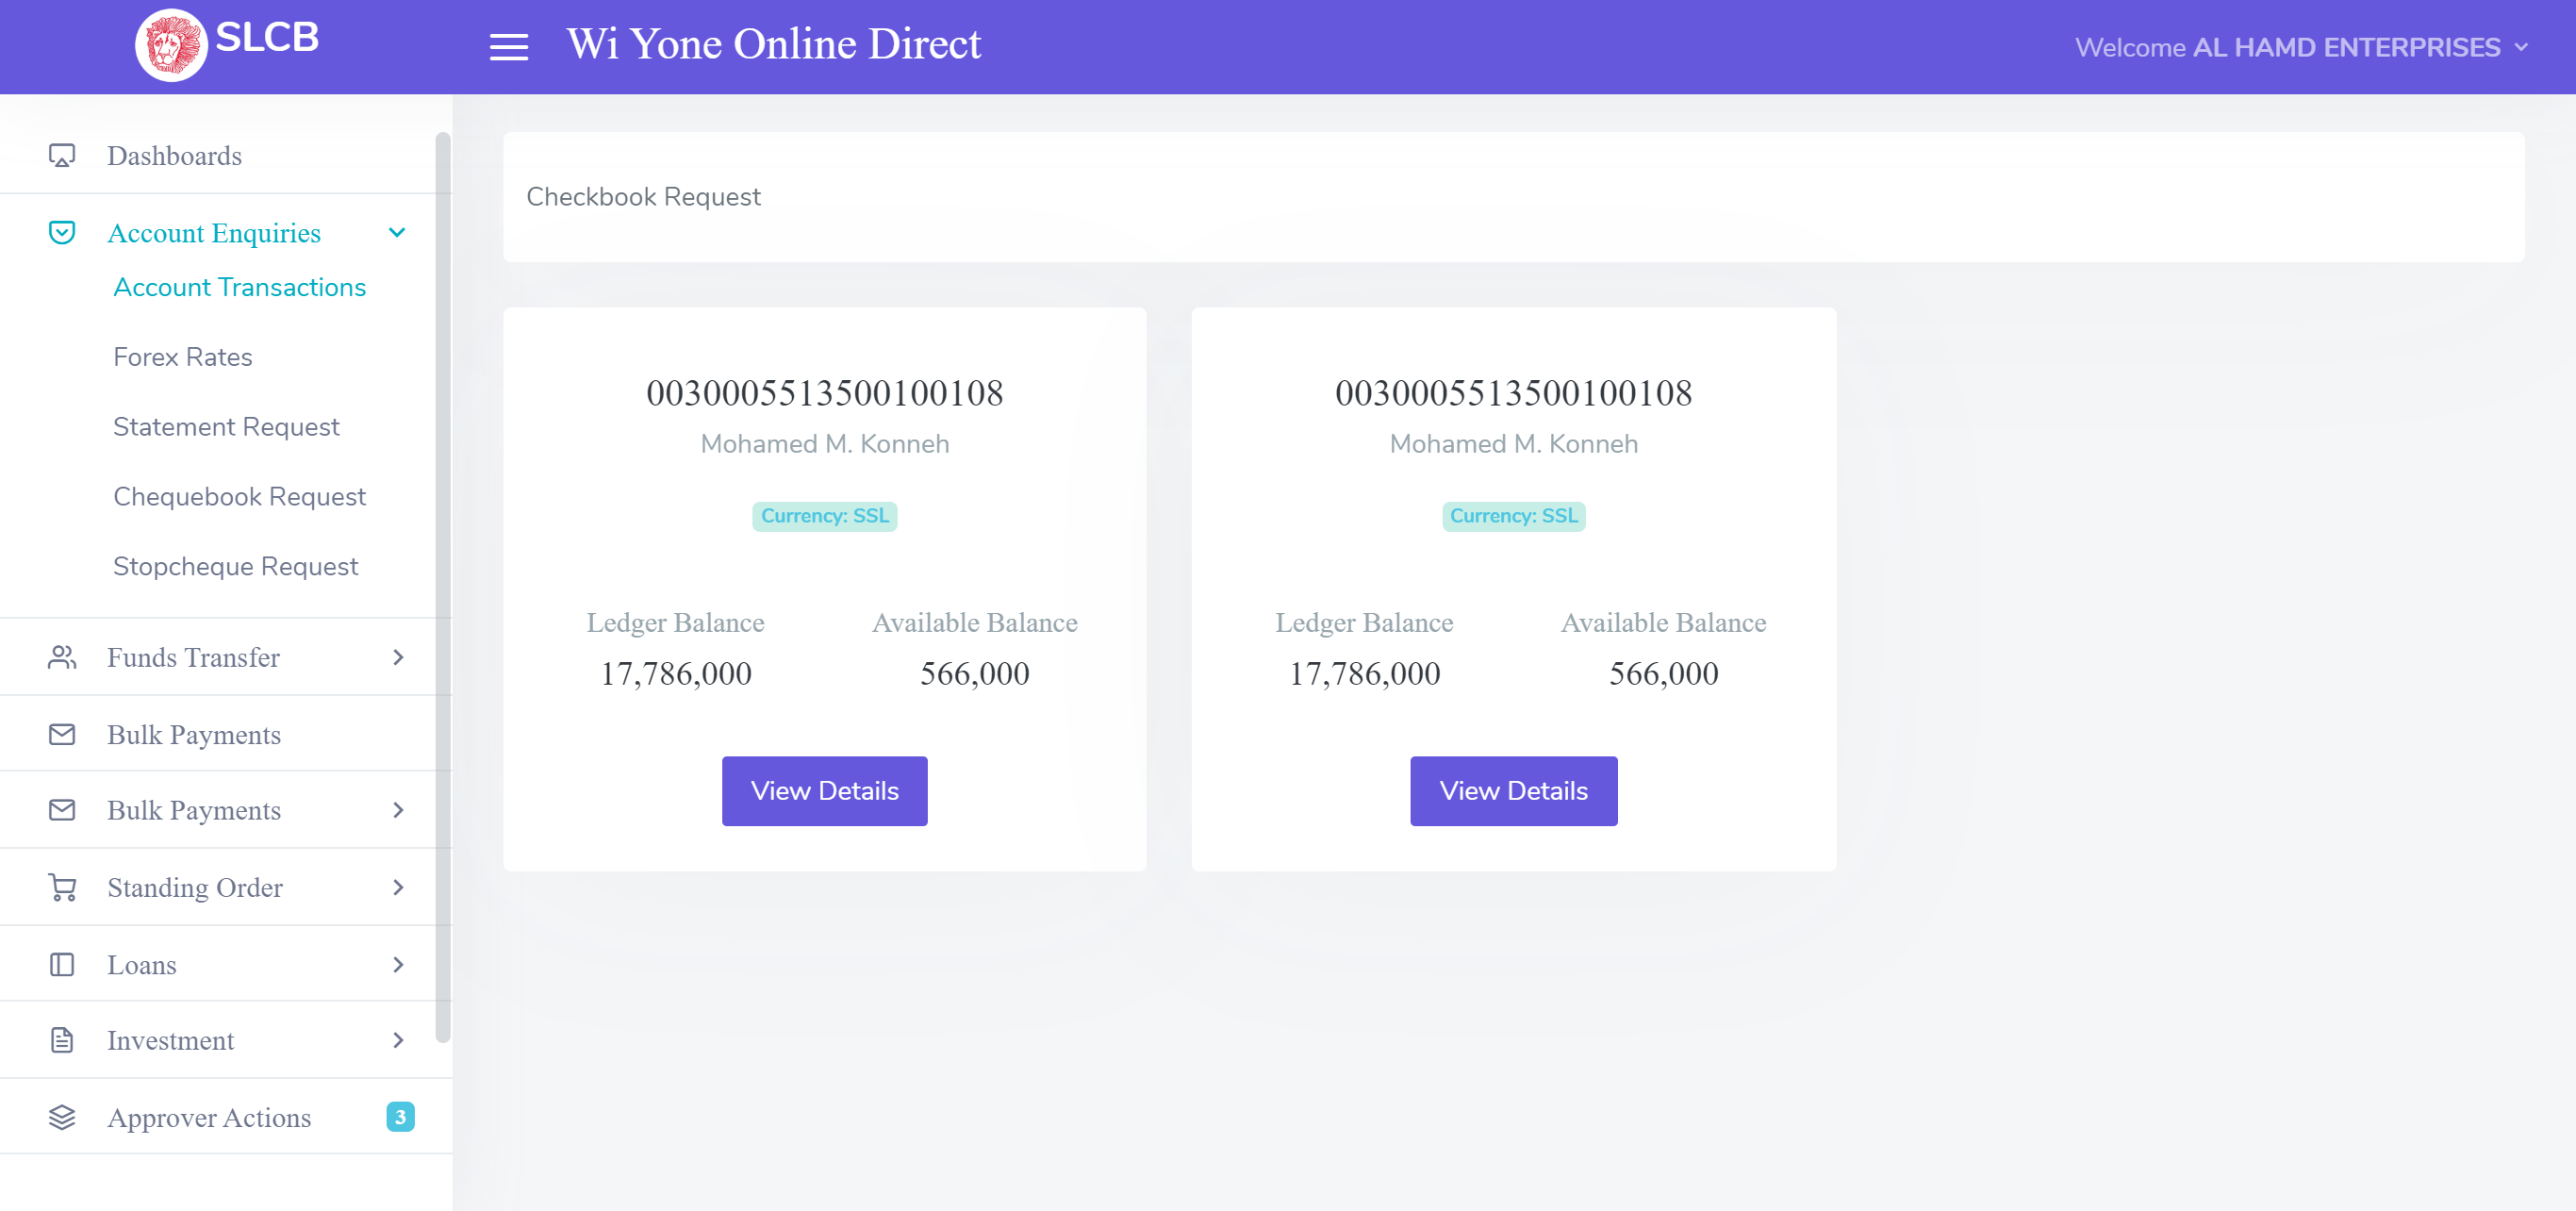 SLCB
Wi Yone Online Direct
Welcome AL HAMD ENTERPRISES
Dashboards
Account Enquiries
Account Transactions
Forex Rates
Statement Request
Chequebook Request
Stopcheque Request
Funds Transfer
Bulk Payments
Bulk Payments
Standing Order
Loans
Investment
Approver Actions 3
Checkbook Request
0030005513500100108
Mohamed M. Konneh
Currency: SSL
Ledger Balance Available Balance
17,786,000 566,000
View Details
0030005513500100108
Mohamed M. Konneh
Currency: SSL
Ledger Balance Available Balance
17,786,000 566,000
View Details